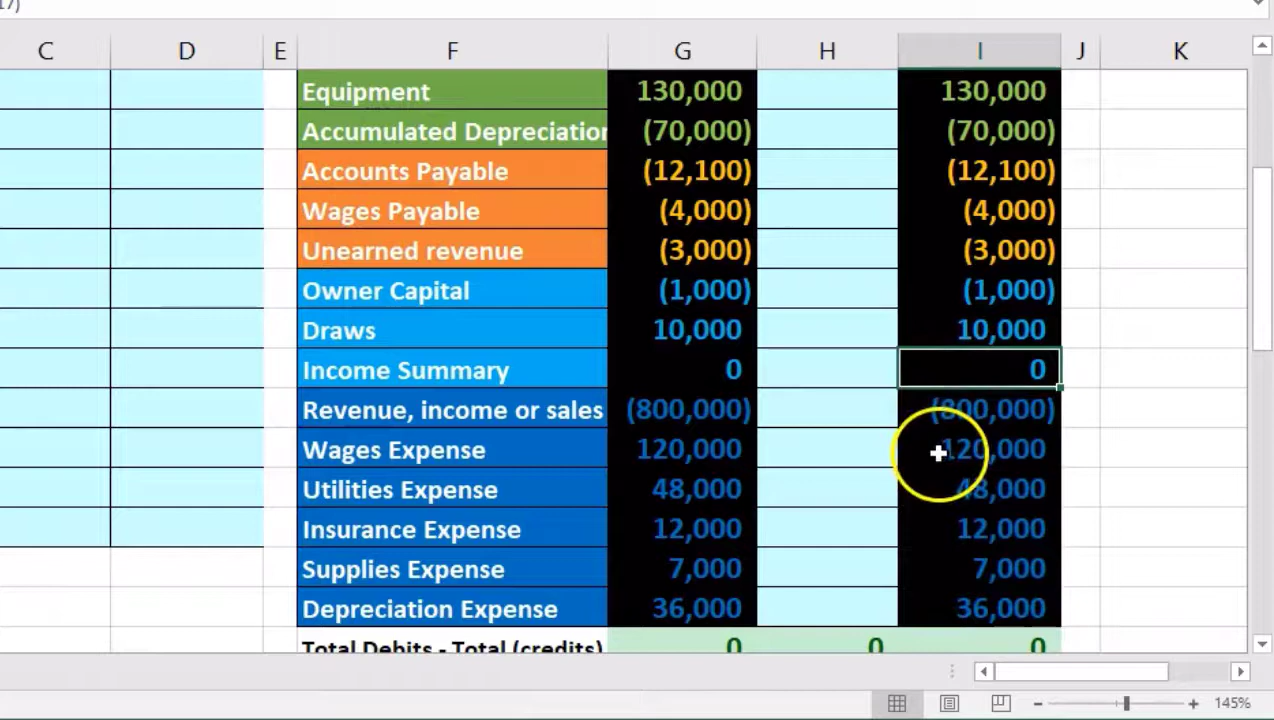 17)
C D E F G H I J K
Equipment 130,000 130,000
Accumulated Depreciation (70,000) (70,000)
Accounts Payable (12,100) (12,100)
Wages Payable (4,000) (4,000)
Unearned revenue (3,000) (3,000)
Owner Capital (1,000) (1,000)
Draws 10,000 10,000
Income Summary 0 0
Revenue, income or sales (800,000) (800,000)
Wages Expense 120,000 120,000
Utilities Expense 48,000 48,000
Insurance Expense 12,000 12,000
Supplies Expense 7,000 7,000
Depreciation Expense 36,000 36,000
Total Debits - Total (credits) 0 0 0
145%